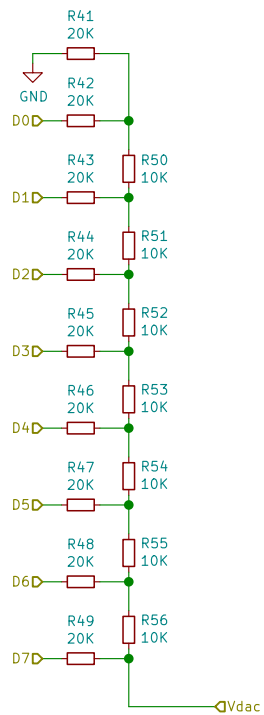 R41
20K
GND
R42
20K
D0
R50
10K
R43
20K
D1
R51
10K
R44
20K
D2
R52
10K
R45
20K
D3
R53
10K
R46
20K
D4
R54
10K
R47
20K
D5
R55
10K
R48
20K
D6
R56
10K
R49
20K
D7
Vdac